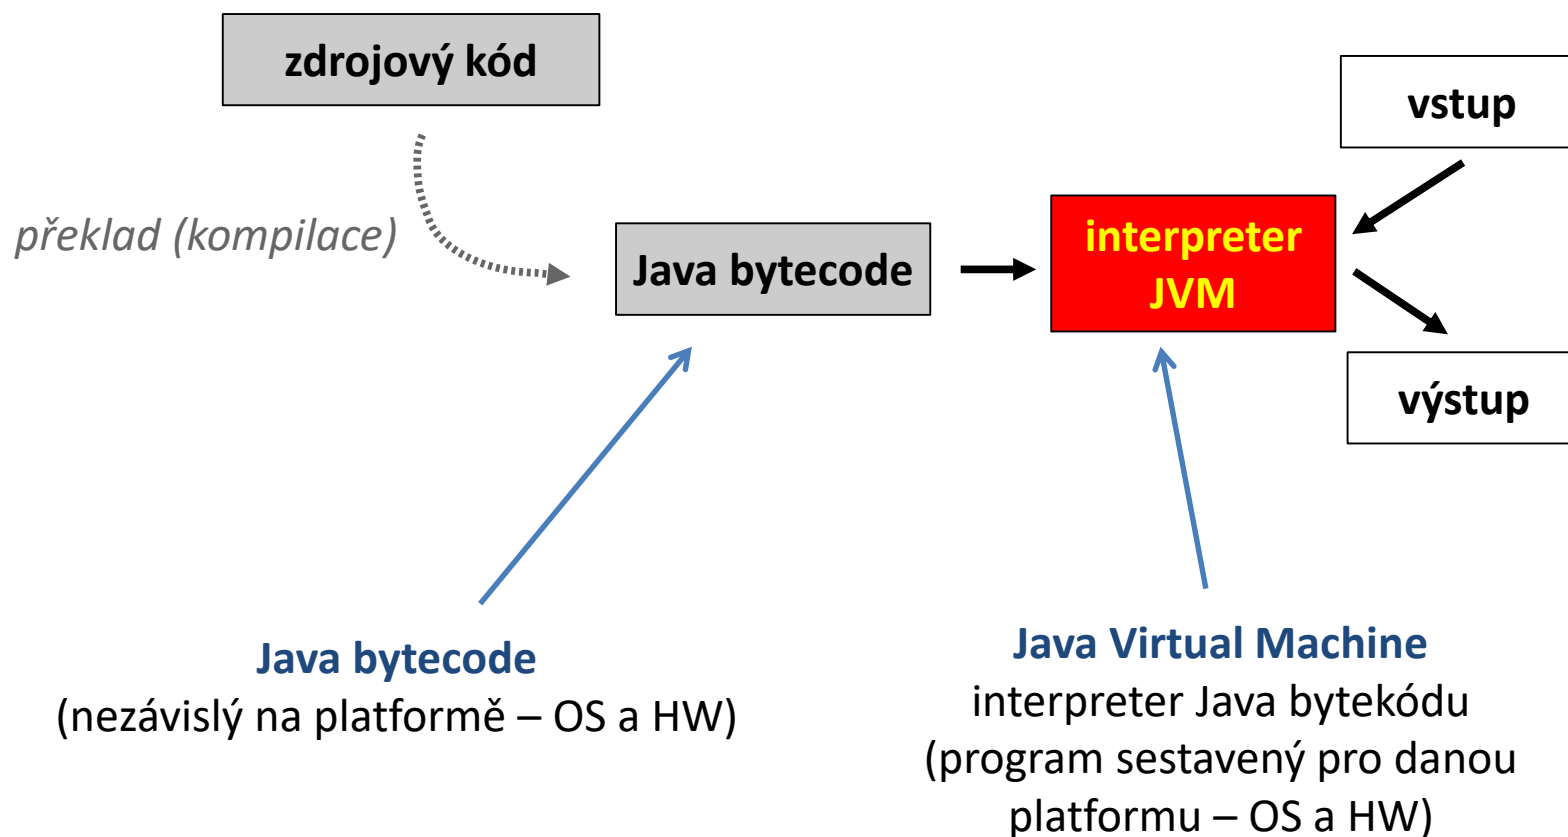 zdrojový kód
vstup
překlad (kompilace)
Java bytecode
interpreter
JVM
výstup
Java bytecode
(nezávislý na platformě – OS a HW)
Java Virtual Machine
interpreter Java bytekódu
(program sestavený pro danou
platformu – OS a HW)